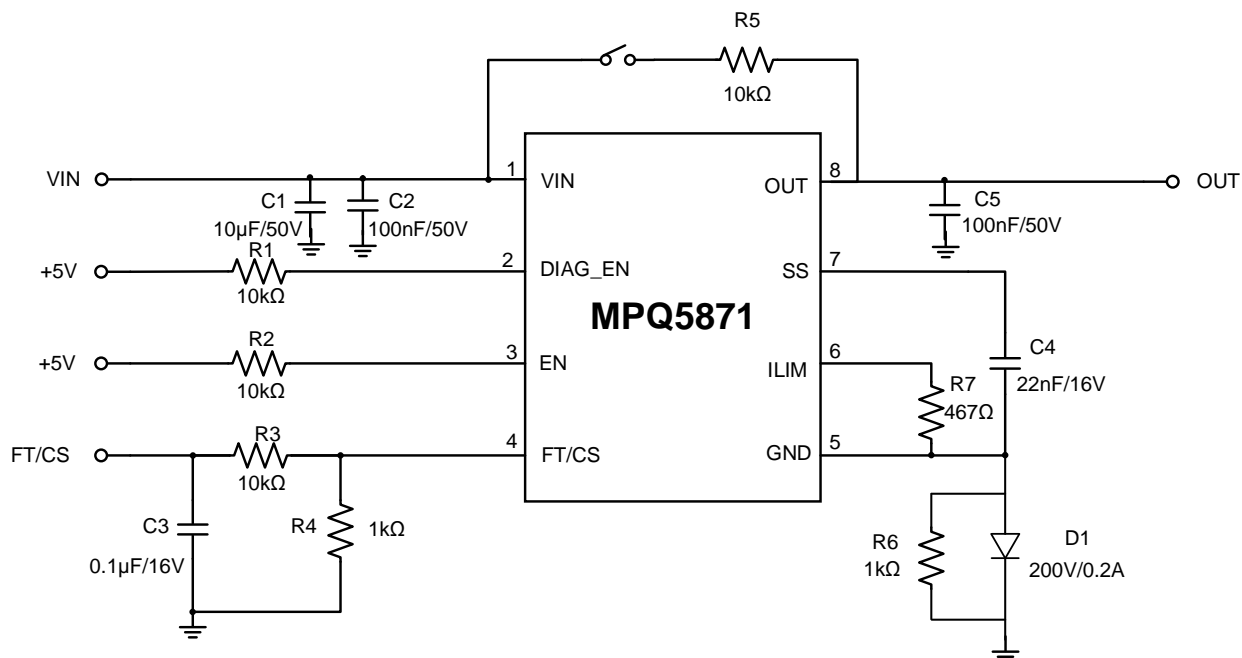 R5
10kΩ
VIN
C1
10µF/50V
C2
100nF/50V
1
VIN
OUT
8
C5
100nF/50V
OUT
+5V
R1
10kΩ
2
DIAG_EN
SS
7
MPQ5871
C4
22nF/16V
+5V
R2
10kΩ
3
EN
ILIM
6
R7
467Ω
FT/CS
R3
10kΩ
4
FT/CS
GND
5
C3
0.1µF/16V
R4
1kΩ
R6
1kΩ
D1
200V/0.2A